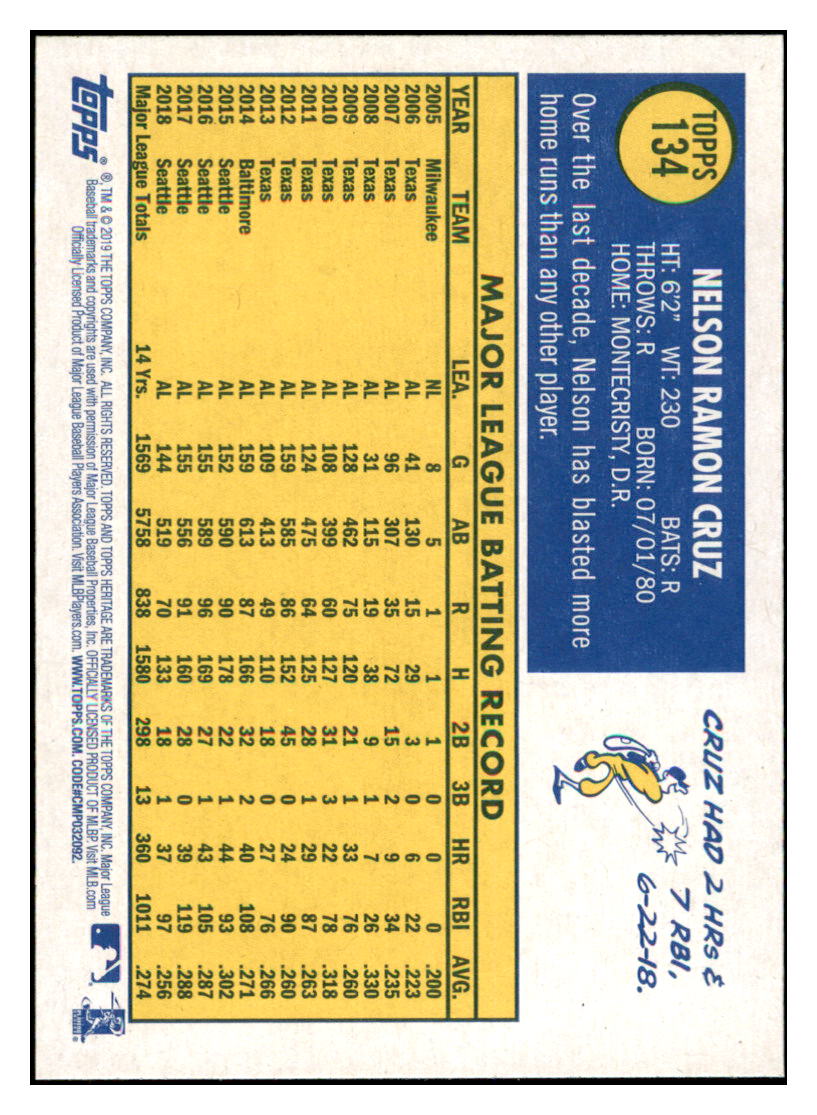 TOPPS
134
NELSON RAMON CRUZ
HT: 6'2" WT: 230 BATS: R
THROWS: R BORN: 07/01/80
HOME: MONTECRISTY, D.R.
Over the last decade, Nelson has blasted more
home runs than any other player.
CRUZ HAD 2 HRs &
7 RBI,
6-22-18.
MAJOR LEAGUE BATTING RECORD
YEAR TEAM LEA. G AB R H 2B 3B HR RBI AVG.
2005 Milwaukee NL 8 5 1 1 1 0 0 0 .200
2006 Texas AL 41 130 15 29 3 0 6 22 .223
2007 Texas AL 96 307 35 72 15 2 9 34 .235
2008 Texas AL 31 115 19 38 9 1 7 26 .330
2009 Texas AL 128 462 75 120 21 1 33 76 .260
2010 Texas AL 108 399 60 127 31 3 22 78 .318
2011 Texas AL 124 475 64 125 28 1 29 87 .263
2012 Texas AL 159 585 86 152 45 0 24 90 .260
2013 Texas AL 109 413 49 110 18 0 27 76 .266
2014 Baltimore AL 159 613 87 166 32 2 40 108 .271
2015 Seattle AL 152 590 90 178 22 1 44 93 .302
2016 Seattle AL 155 589 96 169 27 1 43 105 .287
2017 Seattle AL 155 556 91 160 28 0 39 119 .288
2018 Seattle AL 144 519 70 133 18 1 37 97 .256
Major League Totals 14 Yrs. 1569 5758 838 1580 298 13 360 1011 .274
topps®
®, TM & © 2019 THE TOPPS COMPANY, INC. ALL RIGHTS RESERVED. TOPPS AND TOPPS HERITAGE ARE TRADEMARKS OF THE TOPPS COMPANY, INC. Major League
Baseball trademarks and copyrights are used with permission of Major League Baseball Properties, Inc. OFFICIALLY LICENSED PRODUCT OF MLBP. Visit MLB.com
Officially Licensed Product of Major League Baseball Players Association. Visit MLBPlayers.com. WWW.TOPPS.COM. CODE#CMP032092.